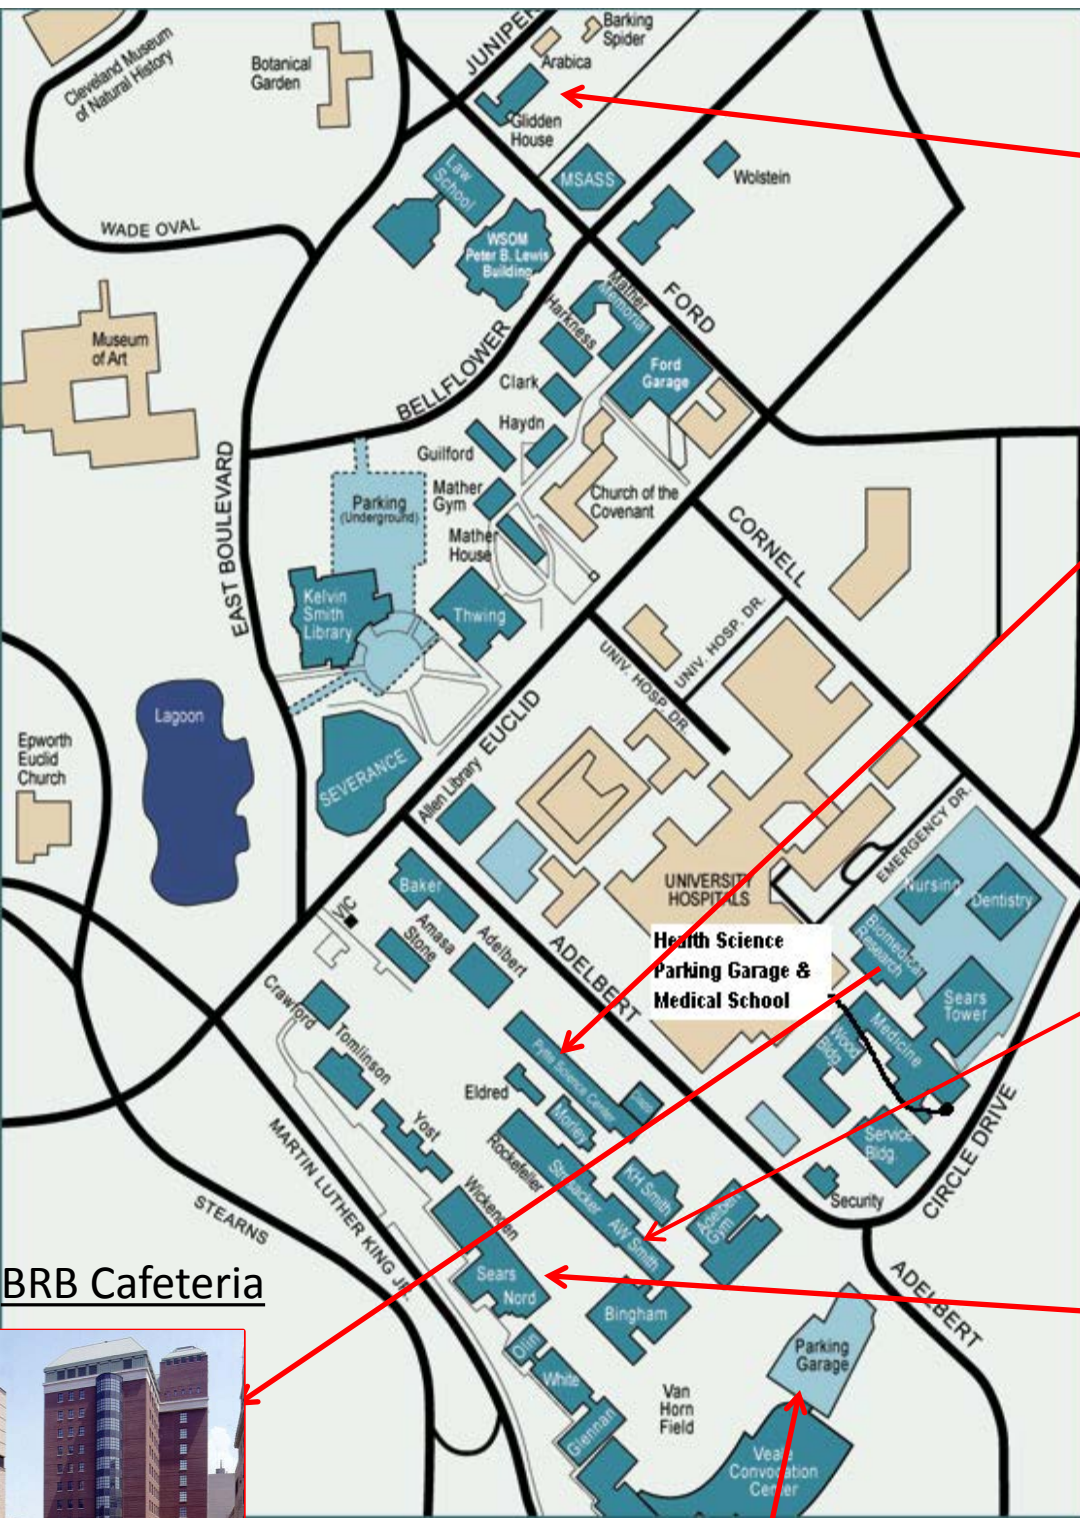 Cleveland Museum
of Natural History
Botanical
Garden
JUNIPER
Barking
Spider
Arabica
Glidden
House
Law
School
MSASS
Wolstein
WADE OVAL
WSOM
Peter B. Lewis
Building
Mather
Memorial
FORD
Harkness
Museum
of Art
BELLFLOWER
Ford
Garage
Clark
Haydn
Guilford
EAST BOULEVARD
Parking
(Underground)
Mather
Gym
Church of the
Covenant
Mather
House
CORNELL
Kelvin
Smith
Library
Thwing
UNIV. HOSP. DR.
UNIV. HOSP. DR.
Lagoon
Epworth
Euclid
Church
EUCLID
SEVERANCE
Allen Library
EMERGENCY DR.
UNIVERSITY
HOSPITALS
Nursing
Dentistry
Baker
VIC
Amasa
Stone
Adelbert
ADELBERT
Health Science
Parking Garage &
Medical School
Biomedical
Research
Sears
Tower
Crawford
Tomlinson
Medicine
Wood
Bldg.
Pytte Science Center
Eldred
Morley
Yost
Rockefeller
Strosacker
Service
Bldg.
CIRCLE DRIVE
MARTIN LUTHER KING JR.
STEARNS
Wickenden
KH Smith
AW Smith
Adelbert
Gym
Security
BRB Cafeteria
Sears
Nord
Bingham
ADELBERT
Olin
White
Parking
Garage
Glennan
Van
Horn
Field
Veale
Convocation
Center